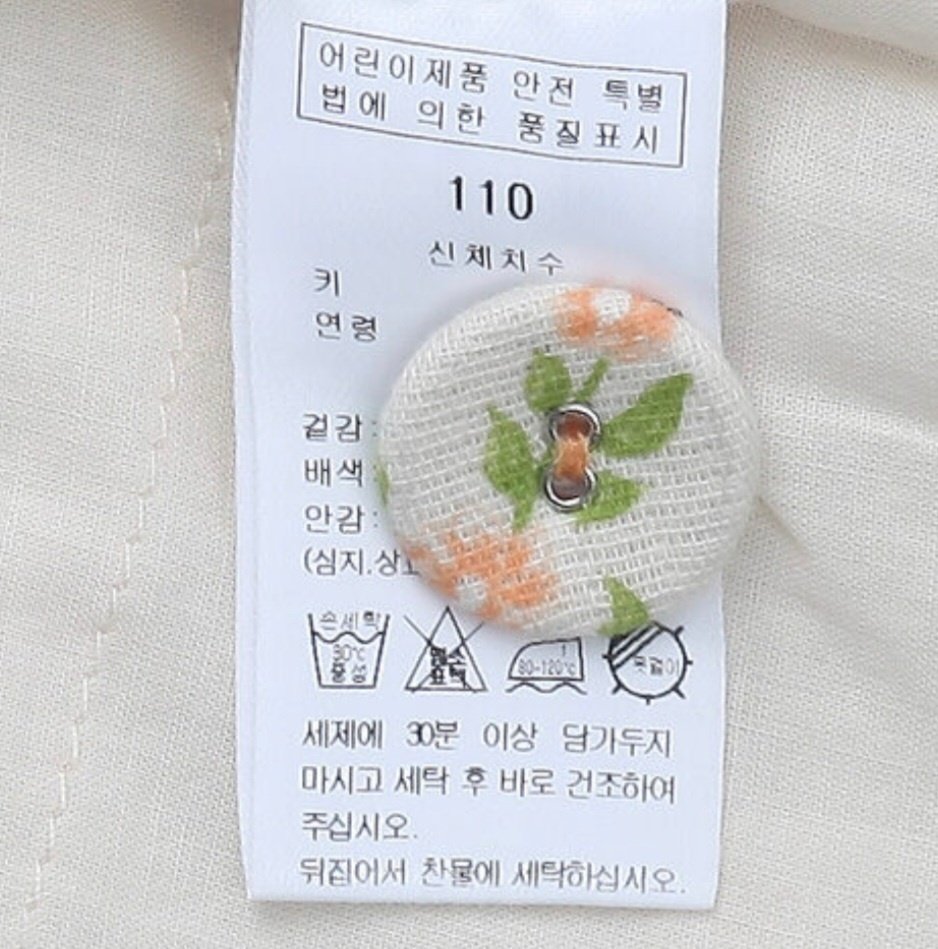 어린이제품 안전 특별
법에 의한 품질표시
110
신체치수
키
연령
겉감:
배색
안감:
(심지.상표
손세탁
30℃
중성
염소
표백
80-120℃
옷걸이
세제에 30분 이상 담가두지
마시고 세탁 후 바로 건조하여
주십시오.
뒤집어서 찬물에 세탁하십시오.